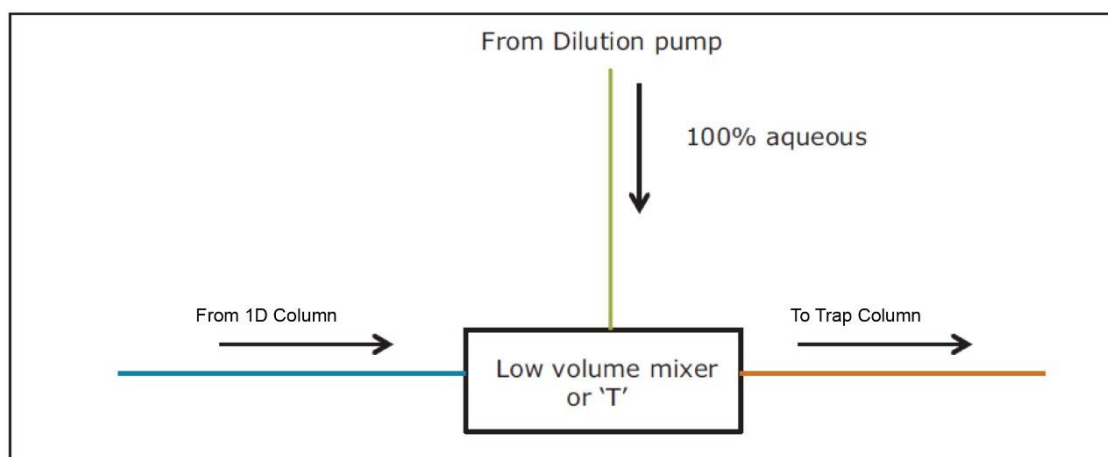 From Dilution pump
100% aqueous
From 1D Column
To Trap Column
Low volume mixer
or ‘T’